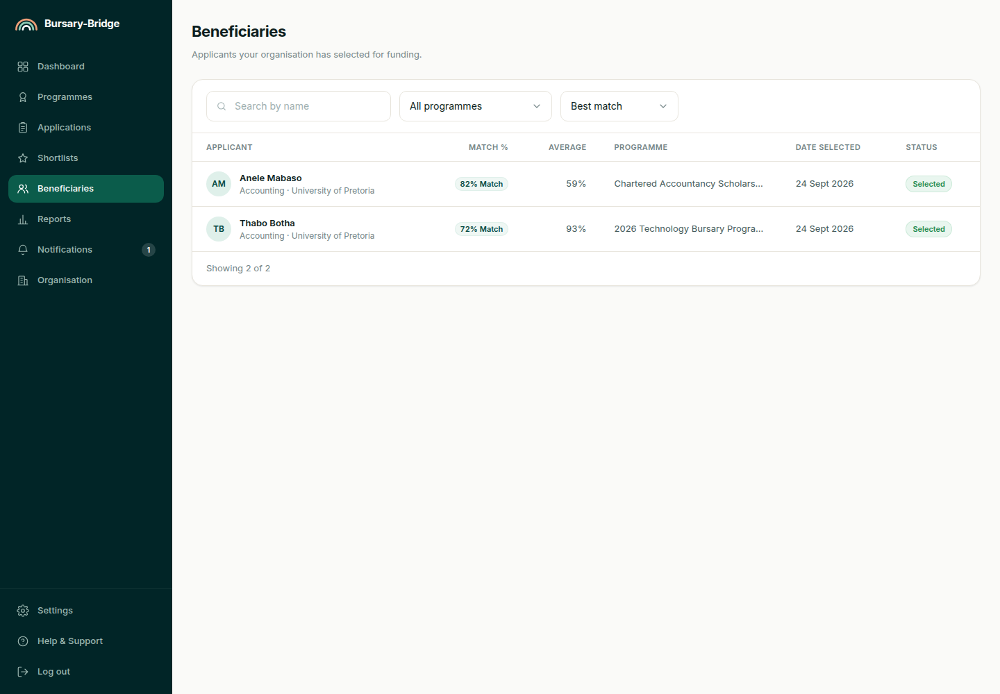 Bursary-Bridge
Dashboard
Programmes
Applications
Shortlists
Beneficiaries
Reports
Notifications 1
Organisation
Settings
Help & Support
Log out
Beneficiaries
Applicants your organisation has selected for funding.
Search by name All programmes Best match
APPLICANT MATCH % AVERAGE PROGRAMME DATE SELECTED STATUS
AM Anele Mabaso 82% Match 59% Chartered Accountancy Scholars... 24 Sept 2026 Selected
Accounting · University of Pretoria
TB Thabo Botha 72% Match 93% 2026 Technology Bursary Progra... 24 Sept 2026 Selected
Accounting · University of Pretoria
Showing 2 of 2